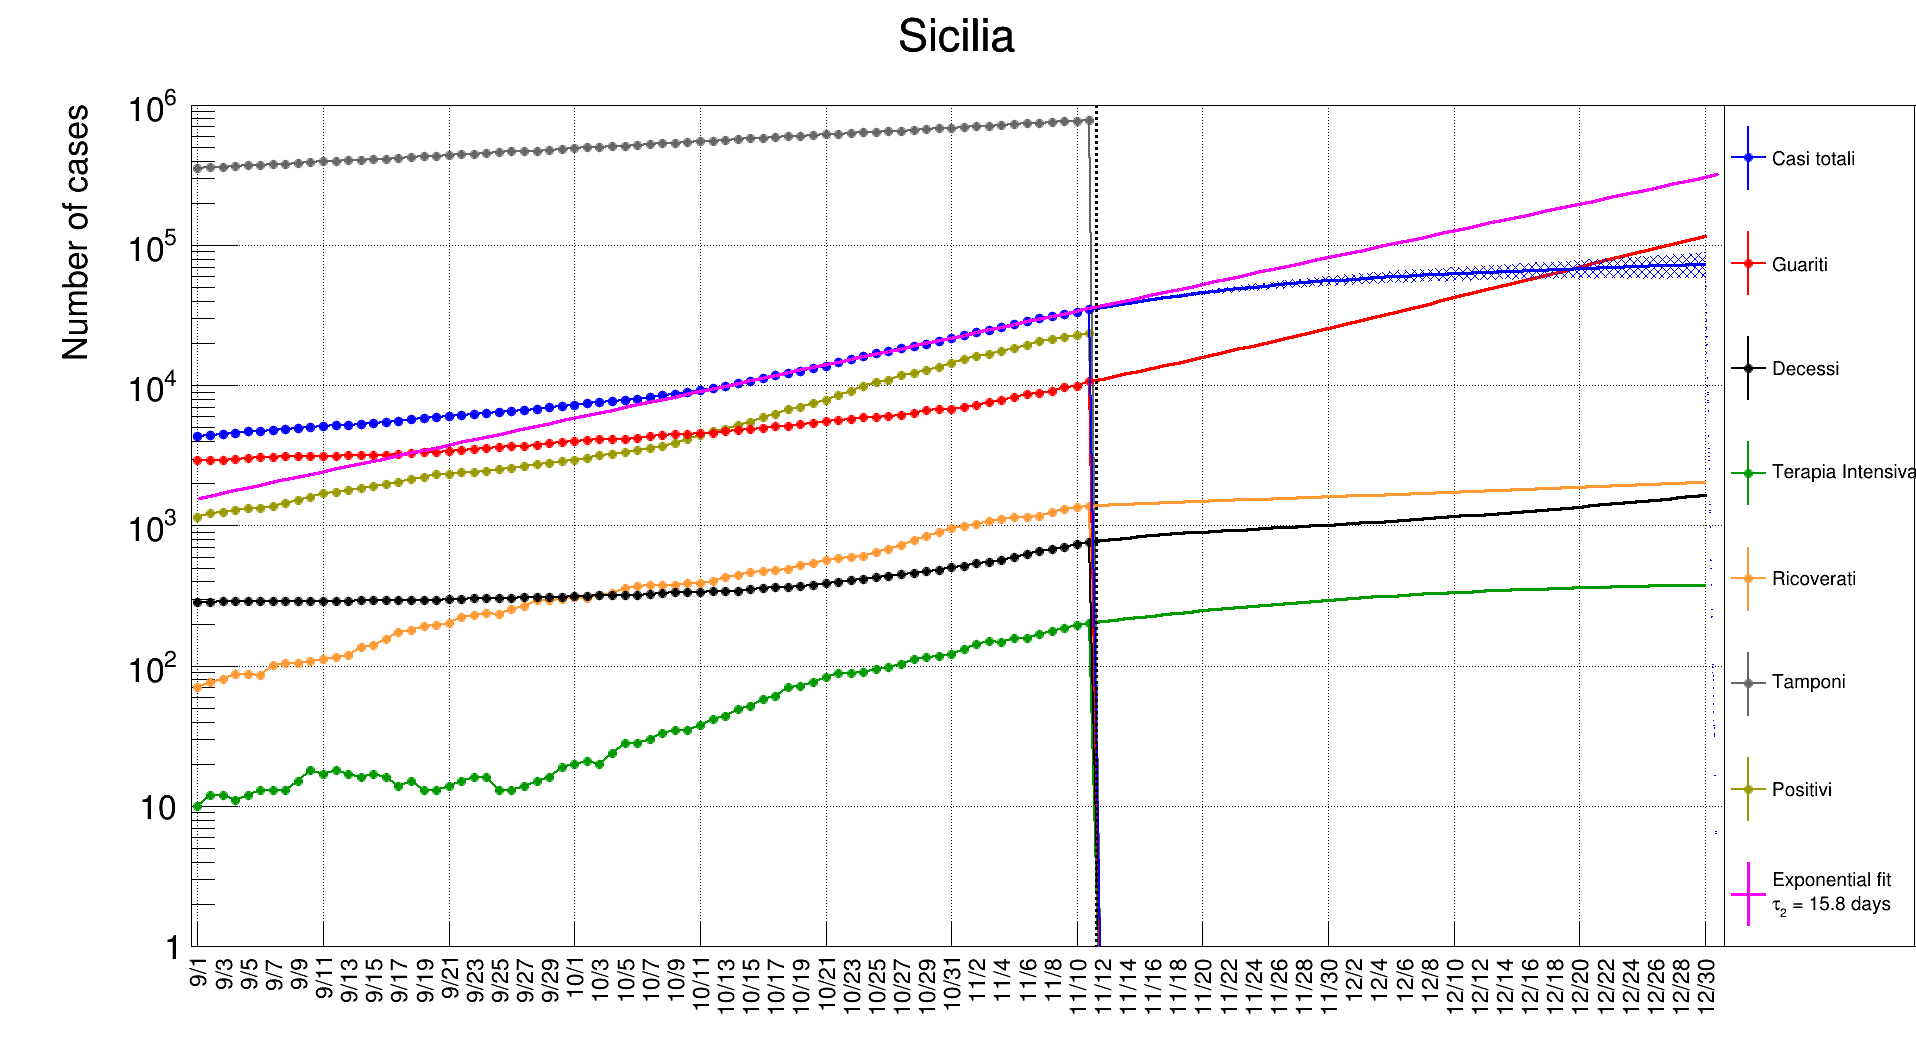 Sicilia
Number of cases
10^6
10^5
10^4
10^3
10^2
10
1
9/1 9/3 9/5 9/7 9/9 9/11 9/13 9/15 9/17 9/19 9/21 9/23 9/25 9/27 9/29 10/1 10/3 10/5 10/7 10/9 10/11 10/13 10/15 10/17 10/19 10/21 10/23 10/25 10/27 10/29 10/31 11/2 11/4 11/6 11/8 11/10 11/12 11/14 11/16 11/18 11/20 11/22 11/24 11/26 11/28 11/30 12/2 12/4 12/6 12/8 12/10 12/12 12/14 12/16 12/18 12/20 12/22 12/24 12/26 12/28 12/30
Casi totali
Guariti
Decessi
Terapia Intensiva
Ricoverati
Tamponi
Positivi
Exponential fit
τ₂ = 15.8 days